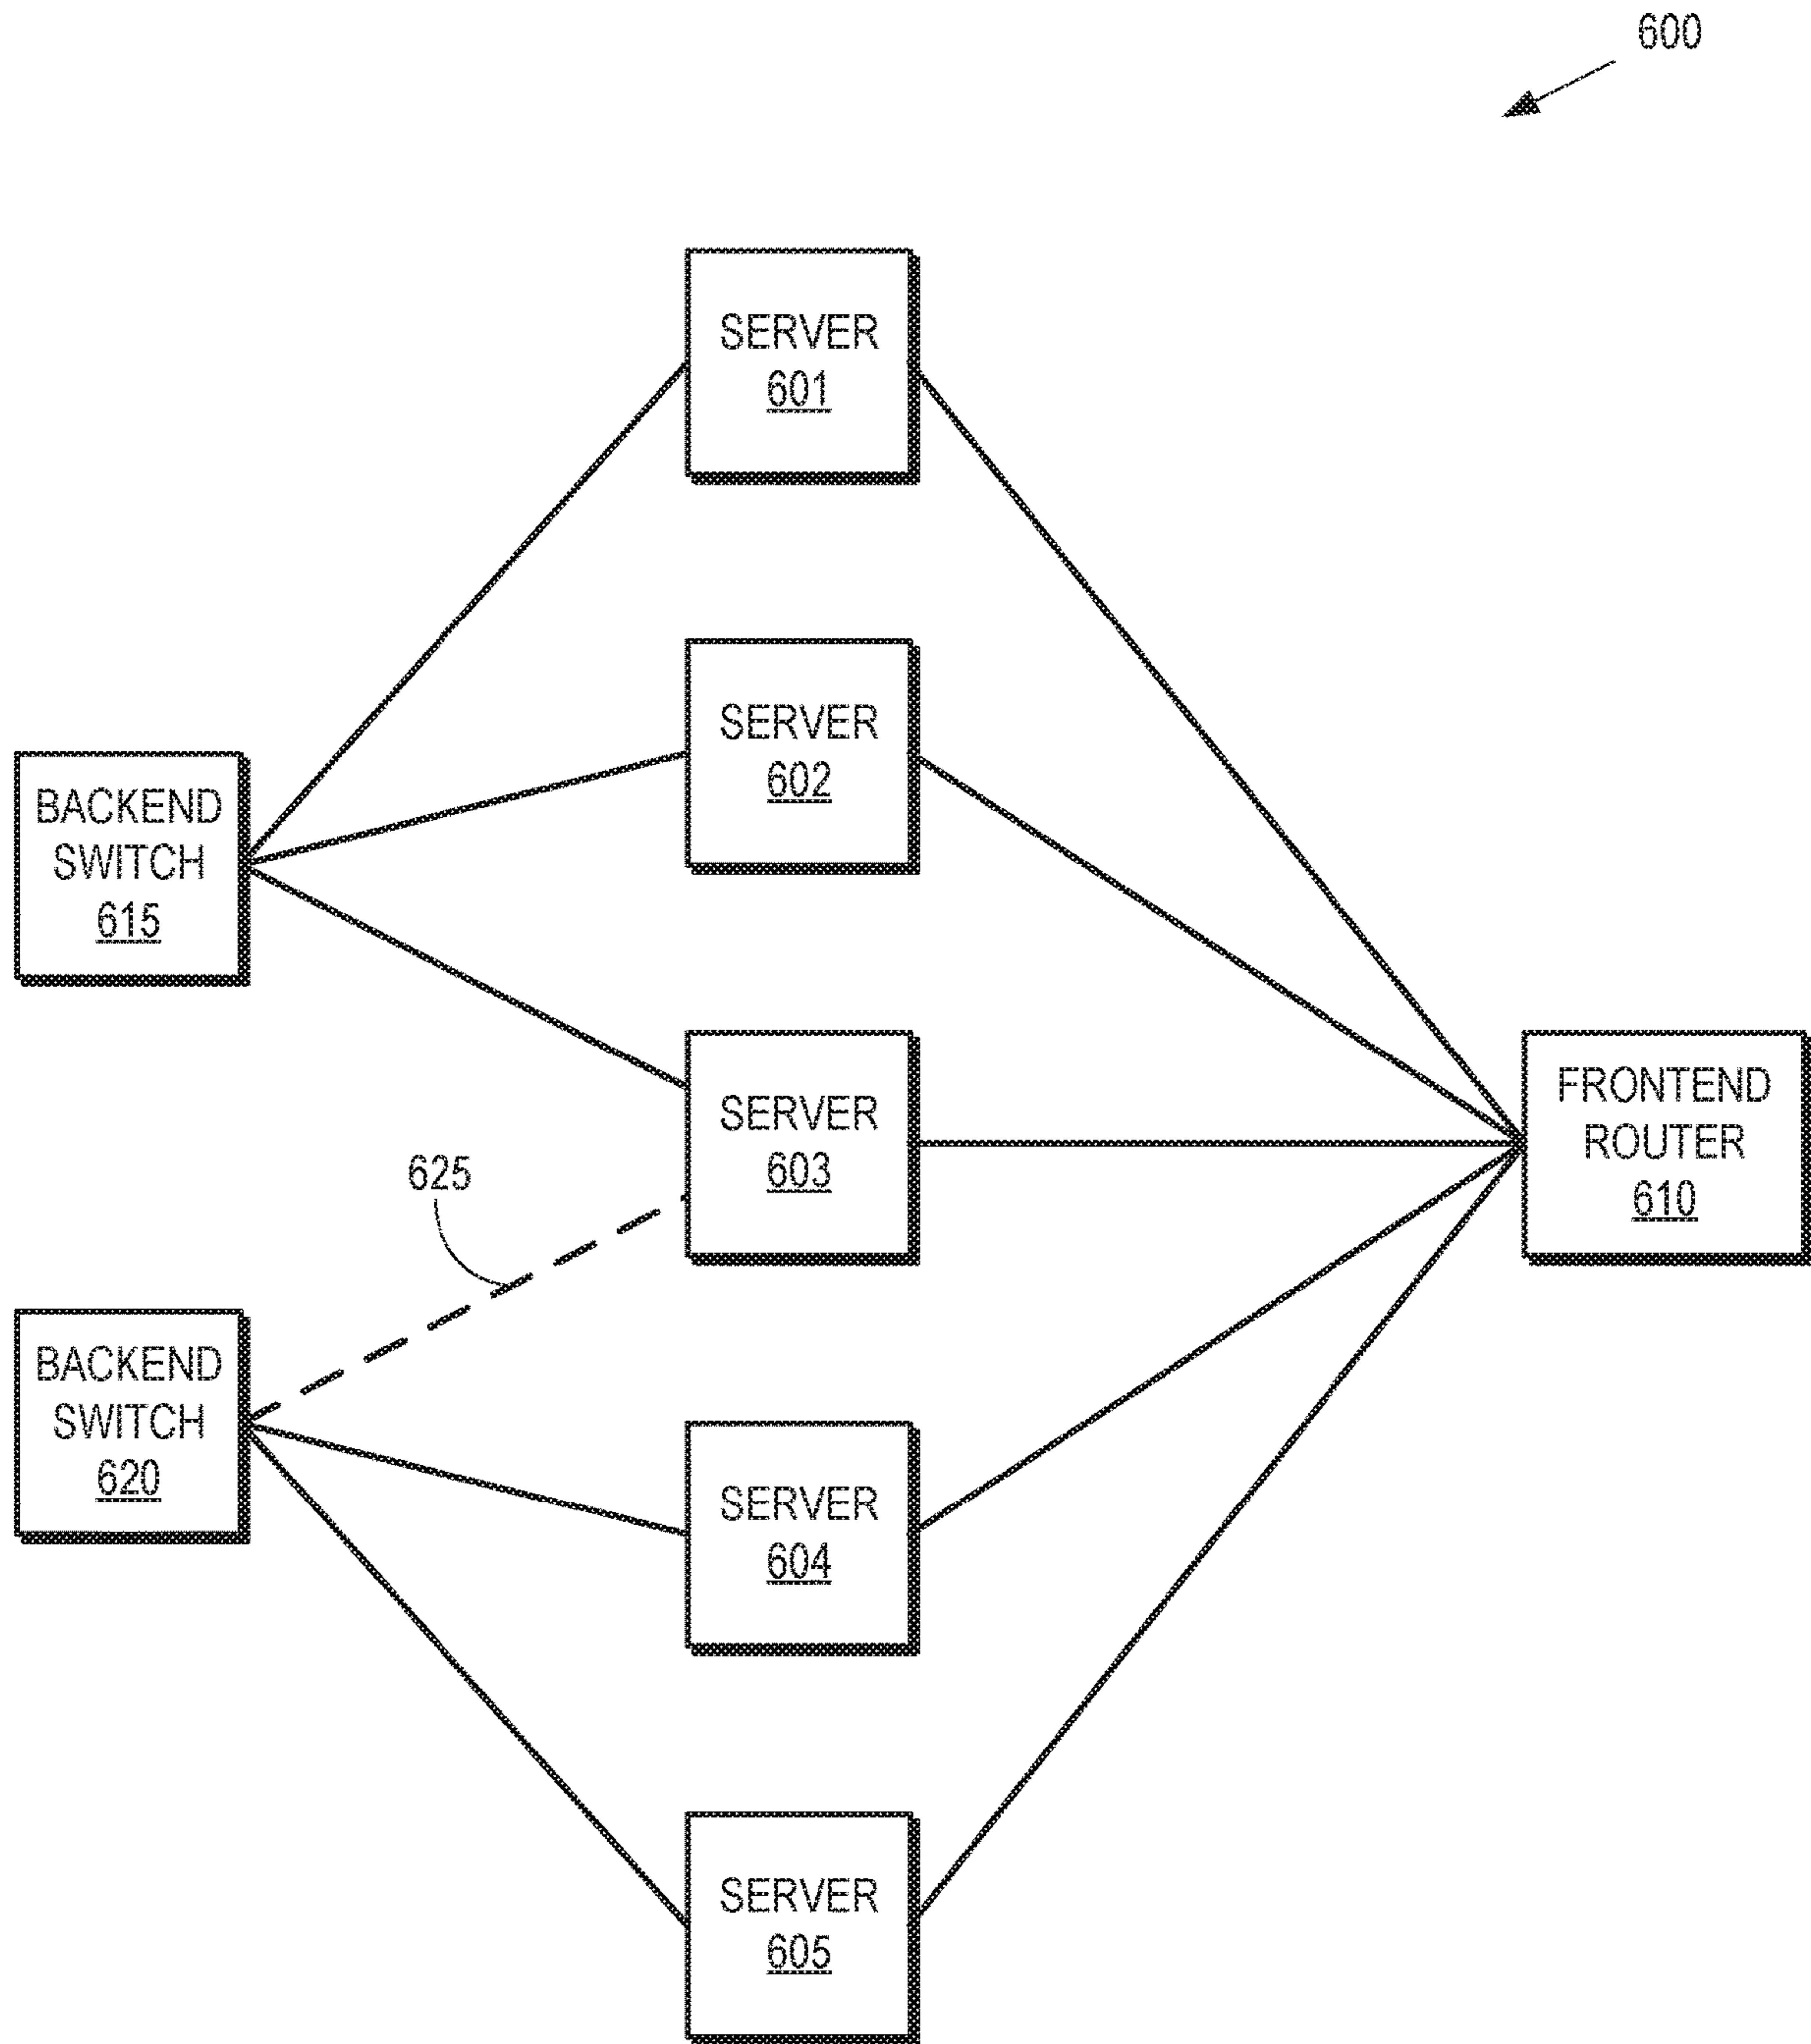 600
SERVER
601
SERVER
602
BACKEND
SWITCH
615
SERVER
603
FRONTEND
ROUTER
610
625
BACKEND
SWITCH
620
SERVER
604
SERVER
605